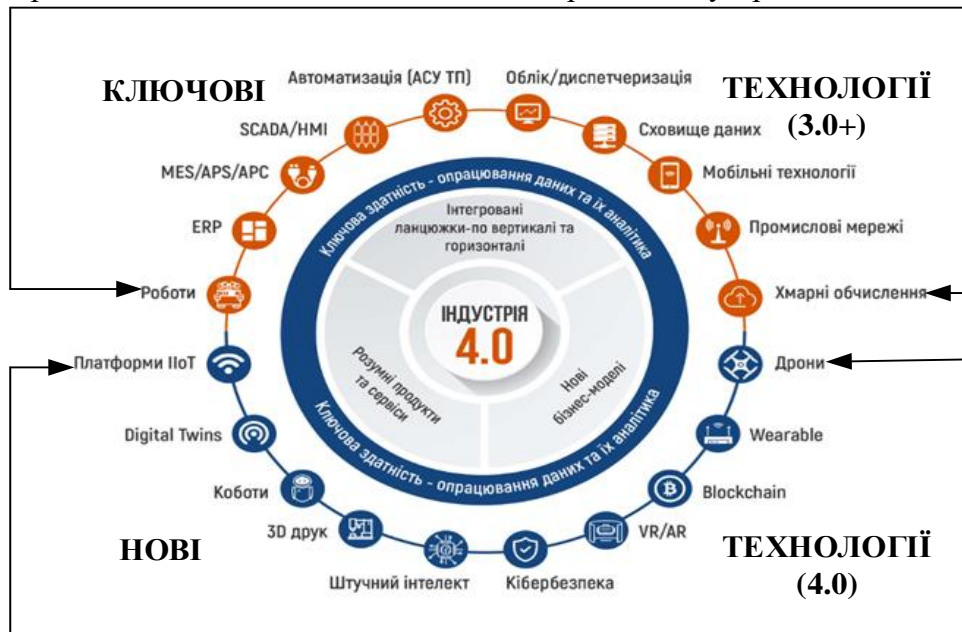 КЛЮЧОВІ
ТЕХНОЛОГІЇ
(3.0+)
Автоматизація (АСУ ТП)
Облік/диспетчеризація
SCADA/HMI
Сховище даних
MES/APS/APC
Мобільні технології
ERP
Промислові мережі
Роботи
Хмарні обчислення
Ключова здатність - опрацювання даних та їх аналітика
Інтегровані
ланцюжки-по вертикалі та
горизонталі
ІНДУСТРІЯ
4.0
Розумні продукти
та сервіси
Нові
бізнес-моделі
Ключова здатність - опрацювання даних та їх аналітика
Платформи IIoT
Дрони
Digital Twins
Wearable
Коботи
Blockchain
3D друк
VR/AR
Штучний інтелект
Кібербезпека
НОВІ
ТЕХНОЛОГІЇ
(4.0)